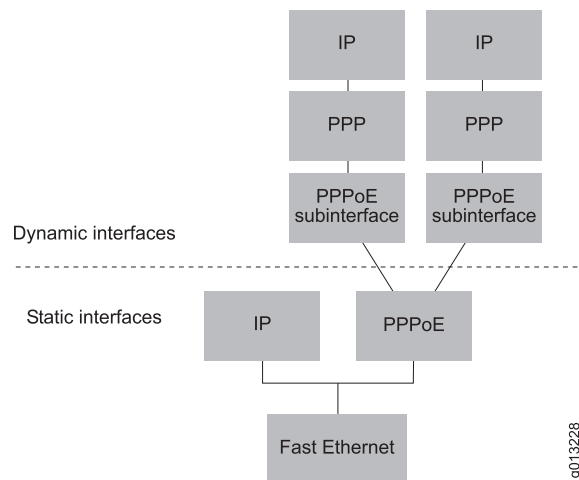 IP
IP
PPP
PPP
PPPoE
subinterface
PPPoE
subinterface
Dynamic interfaces
Static interfaces
IP
PPPoE
Fast Ethernet
g013228